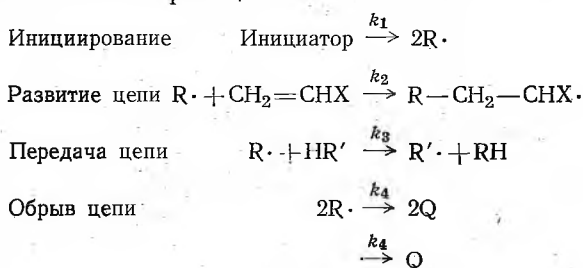 Инициирование Инициатор k₁ → 2R·
Развитие цепи R· + CH₂=CHX k₂ → R—CH₂—CHX·
Передача цепи R· + HR′ k₃ → R′· + RH
Обрыв цепи 2R· k₄ → 2Q
k₄ → Q